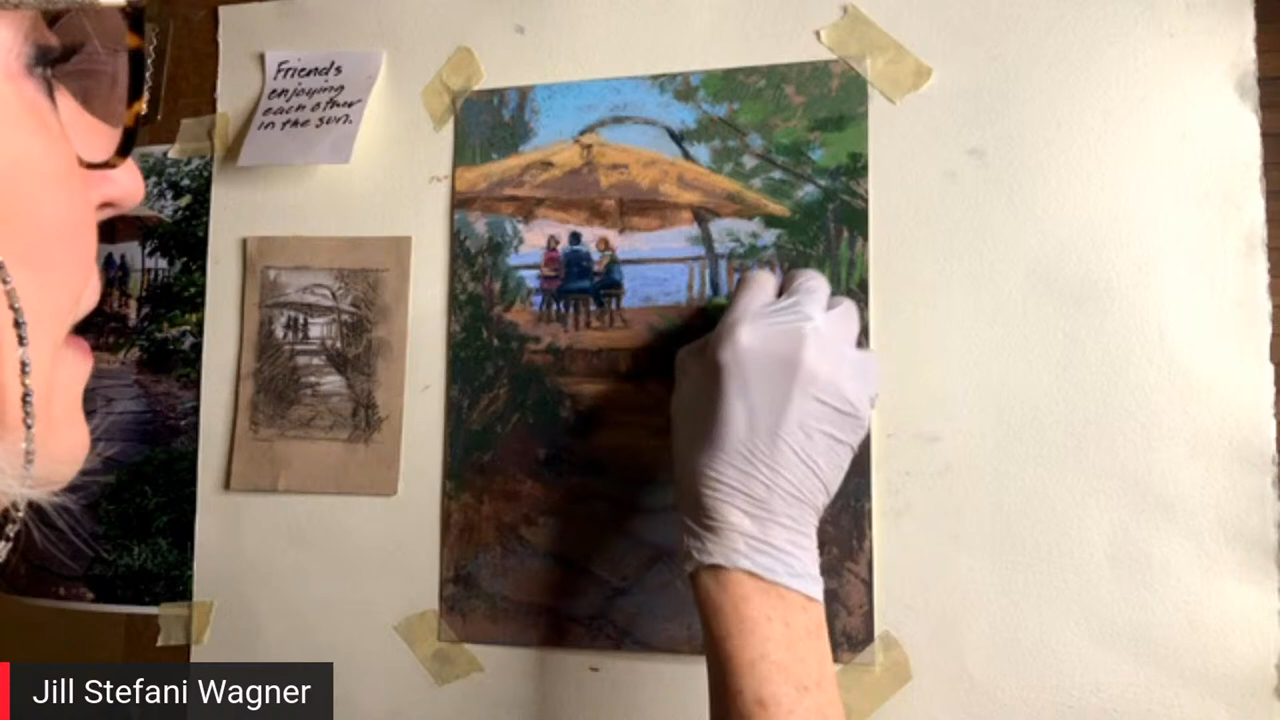 Friends
enjoying
each other
in the sun.
Jill Stefani Wagner